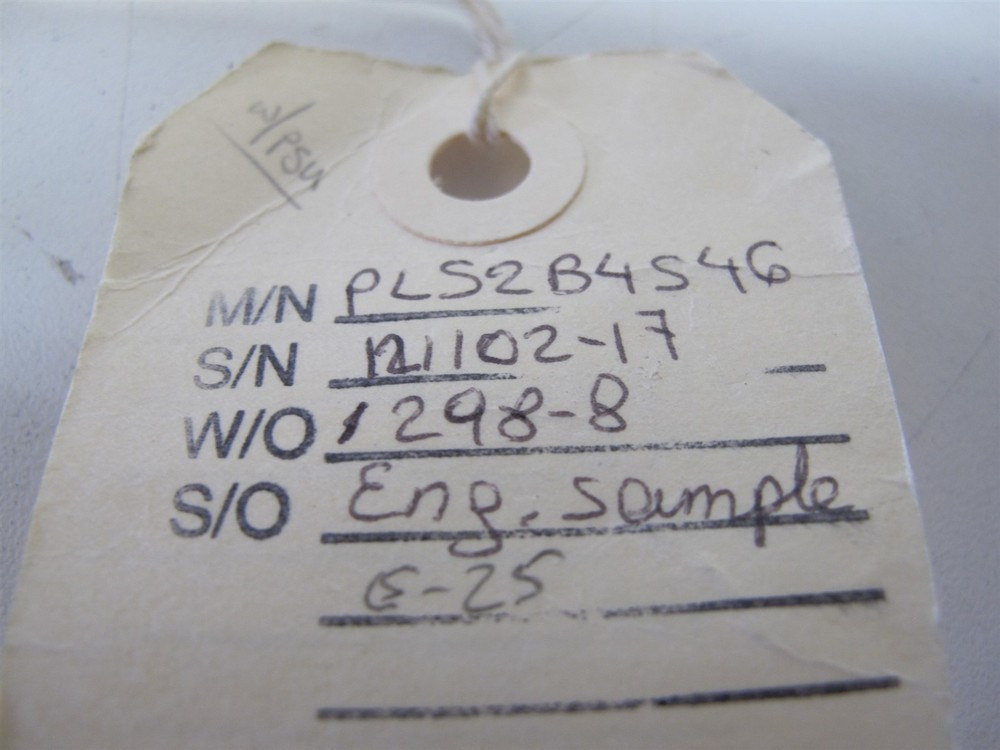 w/PSU
M/N PLS2B4S46
S/N 121102-17
W/O 1298-8
S/O Eng. Sample
E-25